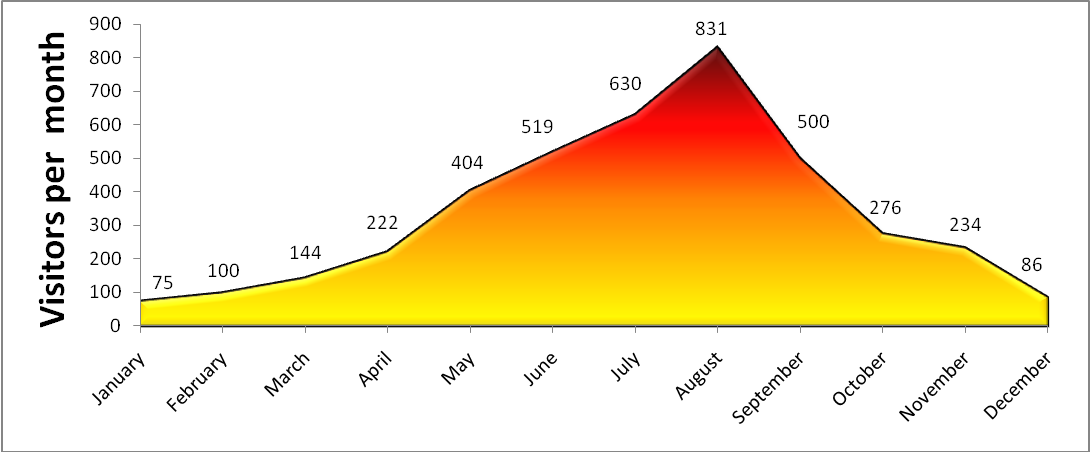 Visitors per month
900
800
700
600
500
400
300
200
100
0
75
100
144
222
404
519
630
831
500
276
234
86
January
February
March
April
May
June
July
August
September
October
November
December